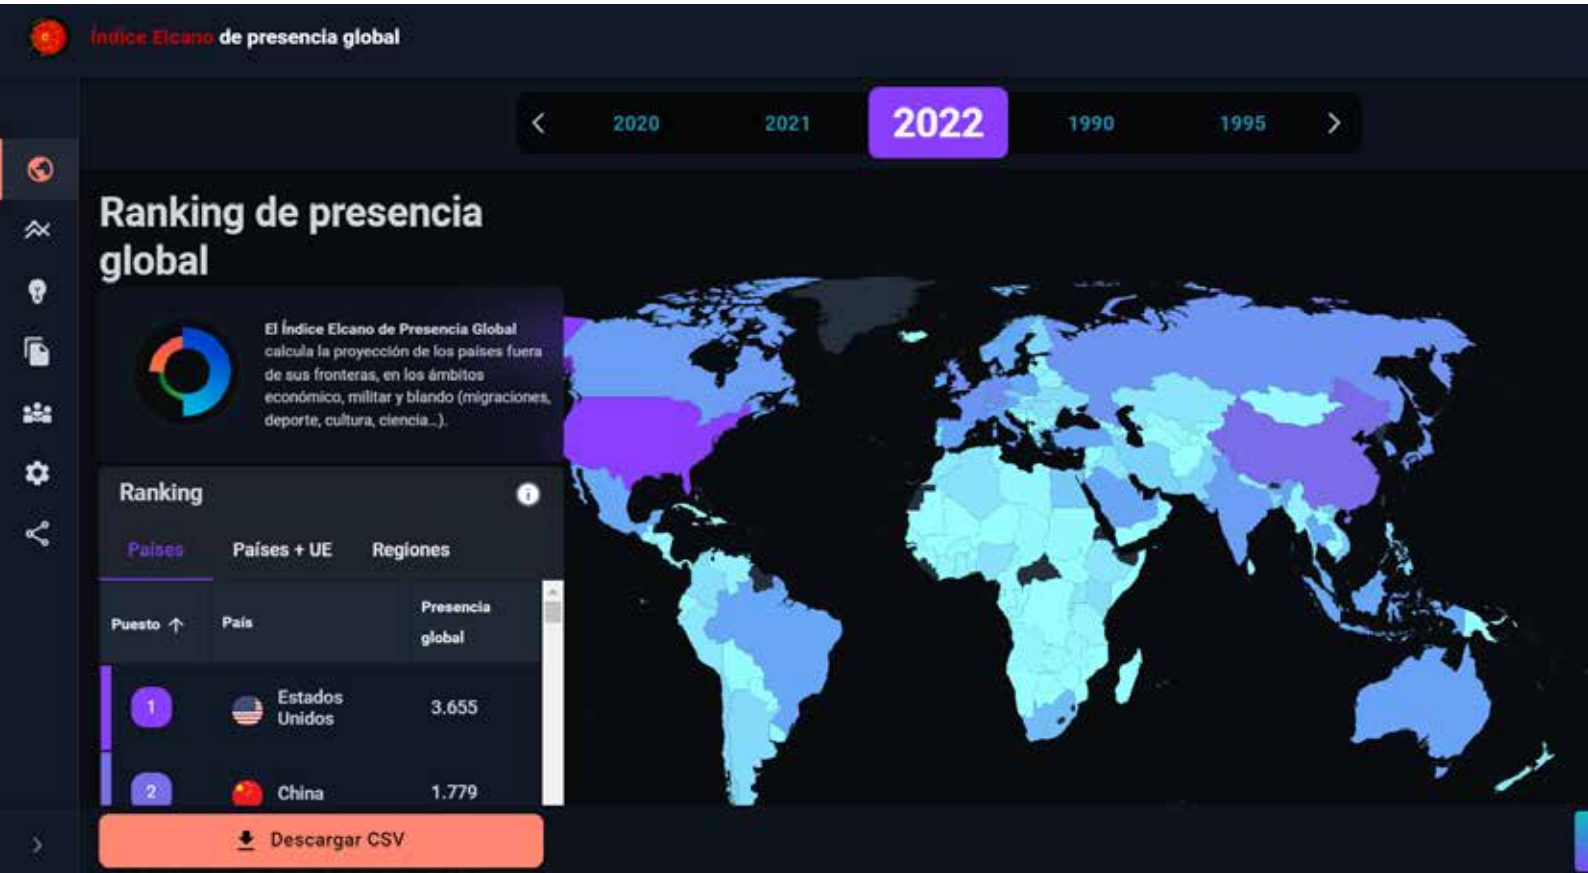 Índice Elcano de presencia global
2020 2021 2022 1990 1995
Ranking de presencia
global
El Índice Elcano de Presencia Global
calcula la proyección de los países fuera
de sus fronteras, en los ámbitos
económico, militar y blando (migraciones,
deporte, cultura, ciencia...).
Ranking
Países Países + UE Regiones
Puesto País Presencia
global
1 Estados
Unidos 3.655
2 China 1.779
Descargar CSV